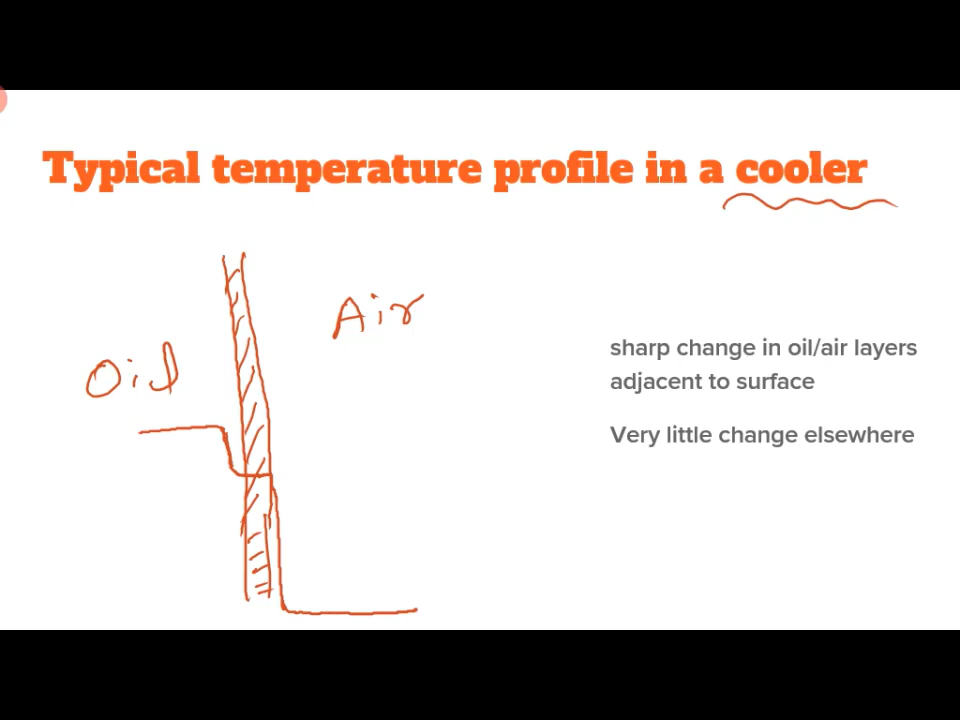 Typical temperature profile in a cooler
Air
Oil
sharp change in oil/air layers
adjacent to surface
Very little change elsewhere